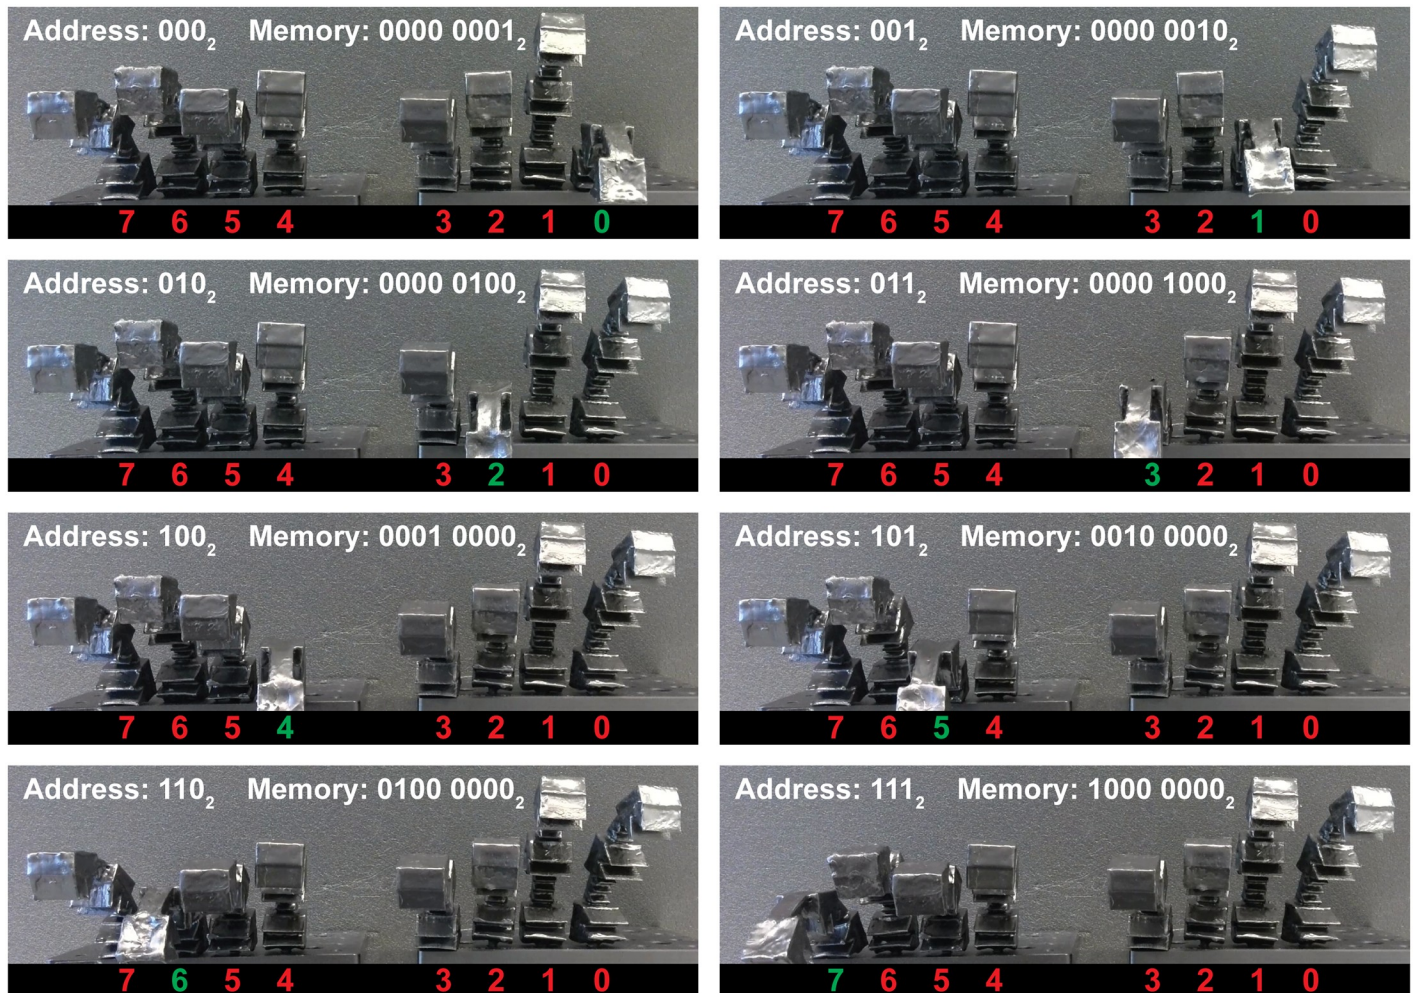 Address: 000₂ Memory: 0000 0001₂
7 6 5 4 3 2 1 0
Address: 001₂ Memory: 0000 0010₂
7 6 5 4 3 2 1 0
Address: 010₂ Memory: 0000 0100₂
7 6 5 4 3 2 1 0
Address: 011₂ Memory: 0000 1000₂
7 6 5 4 3 2 1 0
Address: 100₂ Memory: 0001 0000₂
7 6 5 4 3 2 1 0
Address: 101₂ Memory: 0010 0000₂
7 6 5 4 3 2 1 0
Address: 110₂ Memory: 0100 0000₂
7 6 5 4 3 2 1 0
Address: 111₂ Memory: 1000 0000₂
7 6 5 4 3 2 1 0